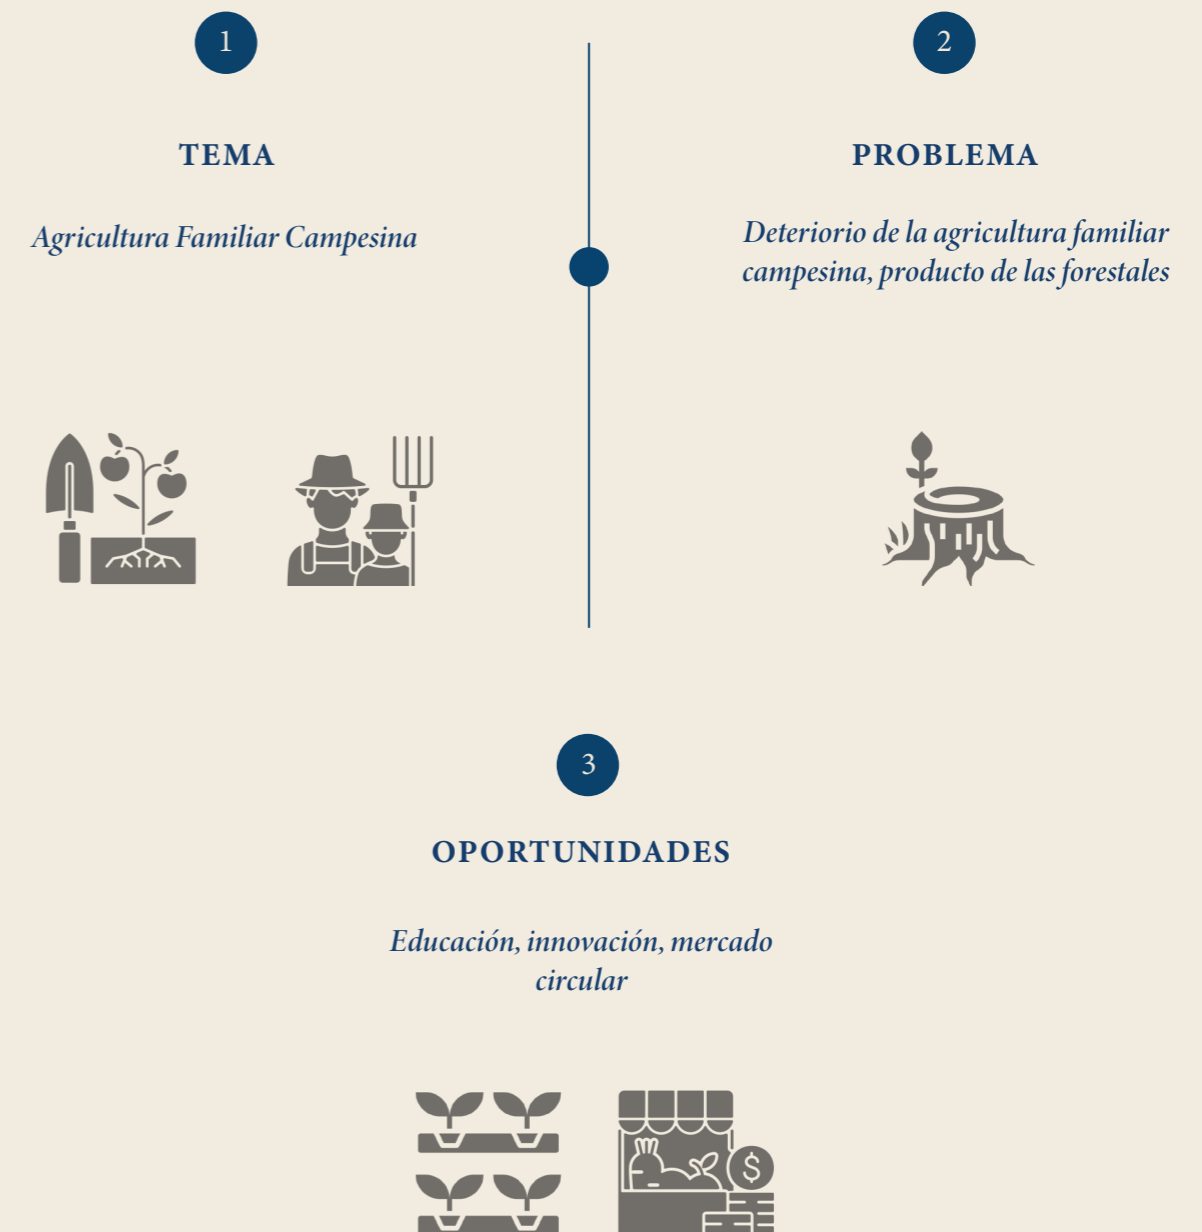 1
TEMA
Agricultura Familiar Campesina
2
PROBLEMA
Deterioro de la agricultura familiar
campesina, producto de las forestales
3
OPORTUNIDADES
Educación, innovación, mercado
circular
$